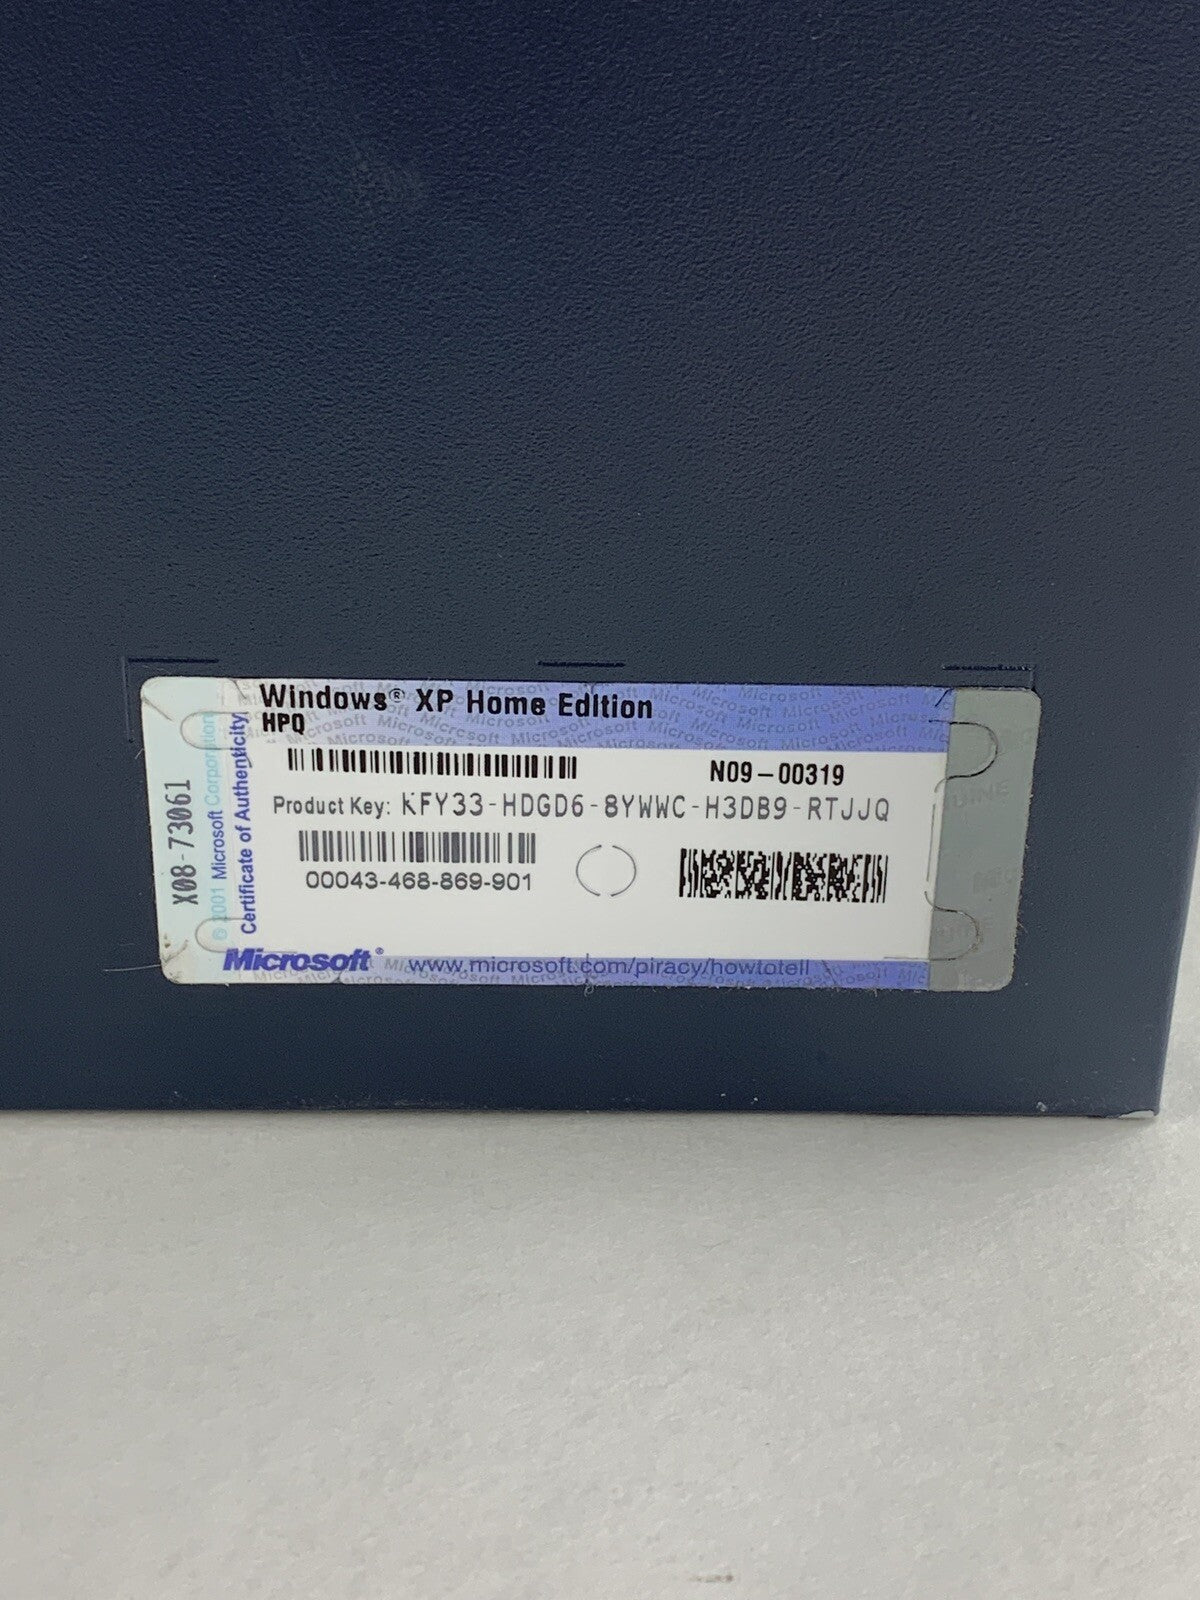 Windows® XP Home Edition
HPQ
N09-00319
Product Key: KFY33-HDGD6-8YWWC-H3DB9-RTJJQ
00043-468-869-901
Microsoft® www.microsoft.com/piracy/howtotell
X08-73061
© 2001 Microsoft Corporation
Certificate of Authenticity